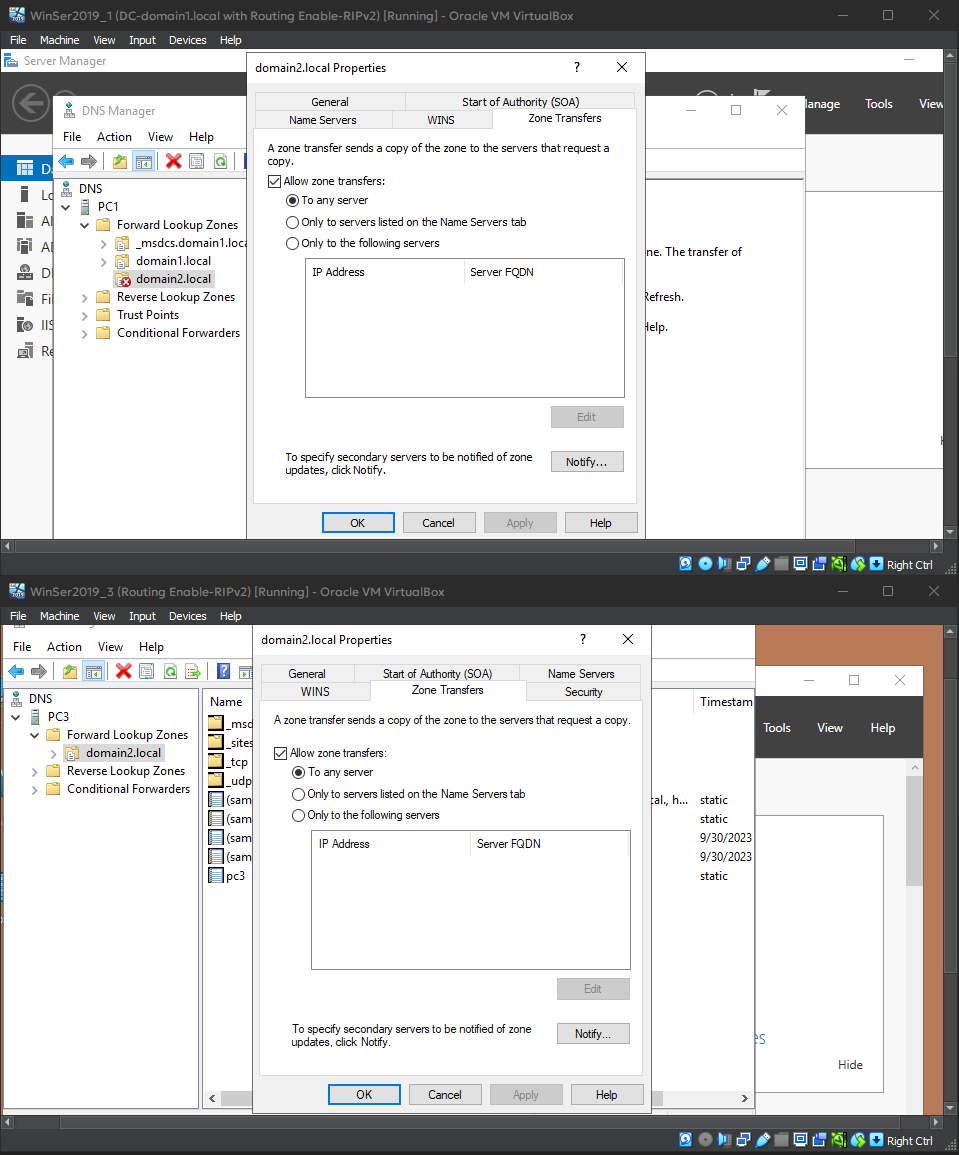 WinSer2019_1 (DC-domain1.local with Routing Enable-RIPv2) [Running] - Oracle VM VirtualBox
File Machine View Input Devices Help
Server Manager
Manage Tools View
DNS Manager
File Action View Help
DNS
PC1
Forward Lookup Zones
_msdcs.domain1.loca
domain1.local
domain2.local
Reverse Lookup Zones
Trust Points
Conditional Forwarders
ne. The transfer of
Refresh.
Help.
domain2.local Properties
?
General Start of Authority (SOA)
Name Servers WINS Zone Transfers
A zone transfer sends a copy of the zone to the servers that request a
copy.
Allow zone transfers:
To any server
Only to servers listed on the Name Servers tab
Only to the following servers
IP Address Server FQDN
Edit
To specify secondary servers to be notified of zone
updates, click Notify.
Notify...
OK Cancel Apply Help
Right Ctrl
WinSer2019_3 (Routing Enable-RIPv2) [Running] - Oracle VM VirtualBox
File Machine View Input Devices Help
File Action View Help
DNS
PC3
Forward Lookup Zones
domain2.local
Reverse Lookup Zones
Conditional Forwarders
Name Timestam
_msd
_sites
_tcp
_udp
(sam cal., h... static
(sam static
(sam 9/30/2023
(sam 9/30/2023
pc3 static
Tools View Help
es
Hide
domain2.local Properties
?
General Start of Authority (SOA) Name Servers
WINS Zone Transfers Security
A zone transfer sends a copy of the zone to the servers that request a copy.
Allow zone transfers:
To any server
Only to servers listed on the Name Servers tab
Only to the following servers
IP Address Server FQDN
Edit
To specify secondary servers to be notified of zone
updates, click Notify.
Notify...
OK Cancel Apply Help
Right Ctrl